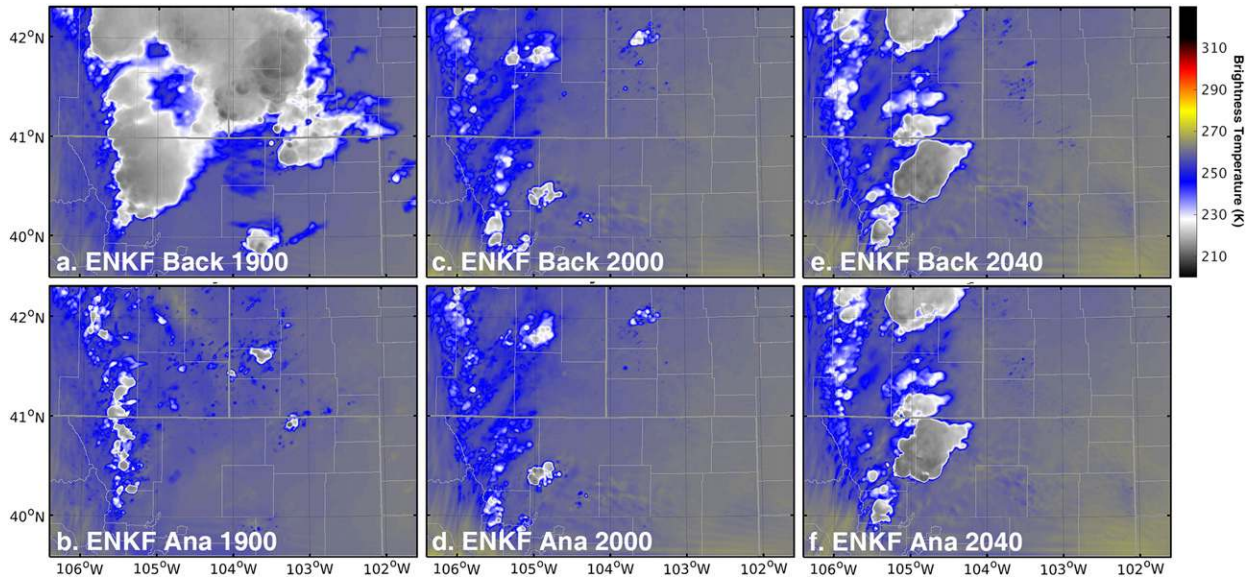 42°N
41°N
40°N
a. ENKF Back 1900
c. ENKF Back 2000
e. ENKF Back 2040
310
290
270
250
230
210
Brightness Temperature (K)
42°N
41°N
40°N
b. ENKF Ana 1900
d. ENKF Ana 2000
f. ENKF Ana 2040
106°W 105°W 104°W 103°W 102°W
106°W 105°W 104°W 103°W 102°W
106°W 105°W 104°W 103°W 102°W